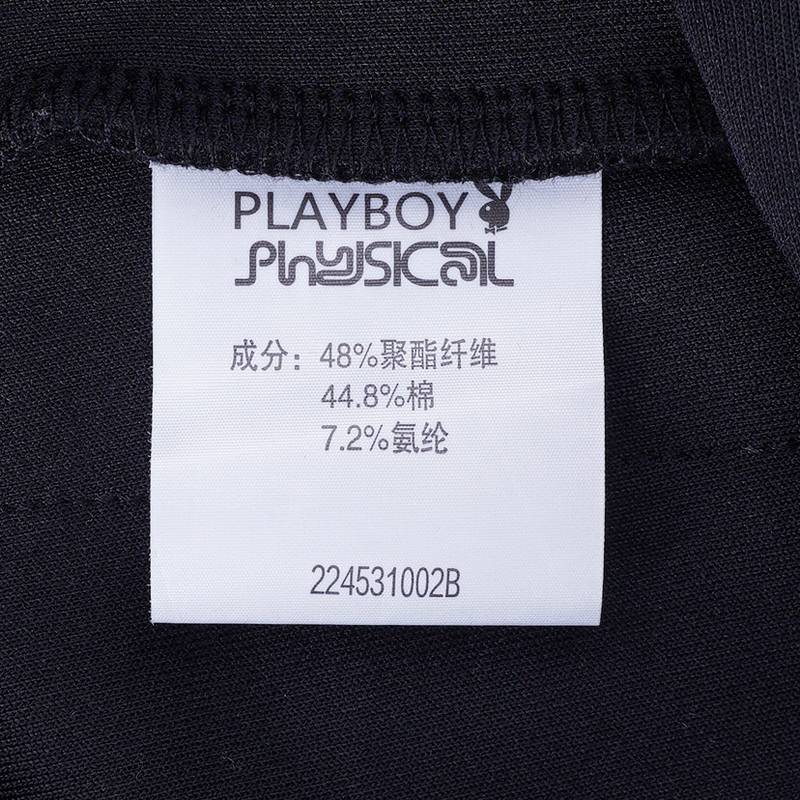 PLAYBOY
PhySICAL
成分：48%聚酯纤维
44.8%棉
7.2%氨纶
224531002B